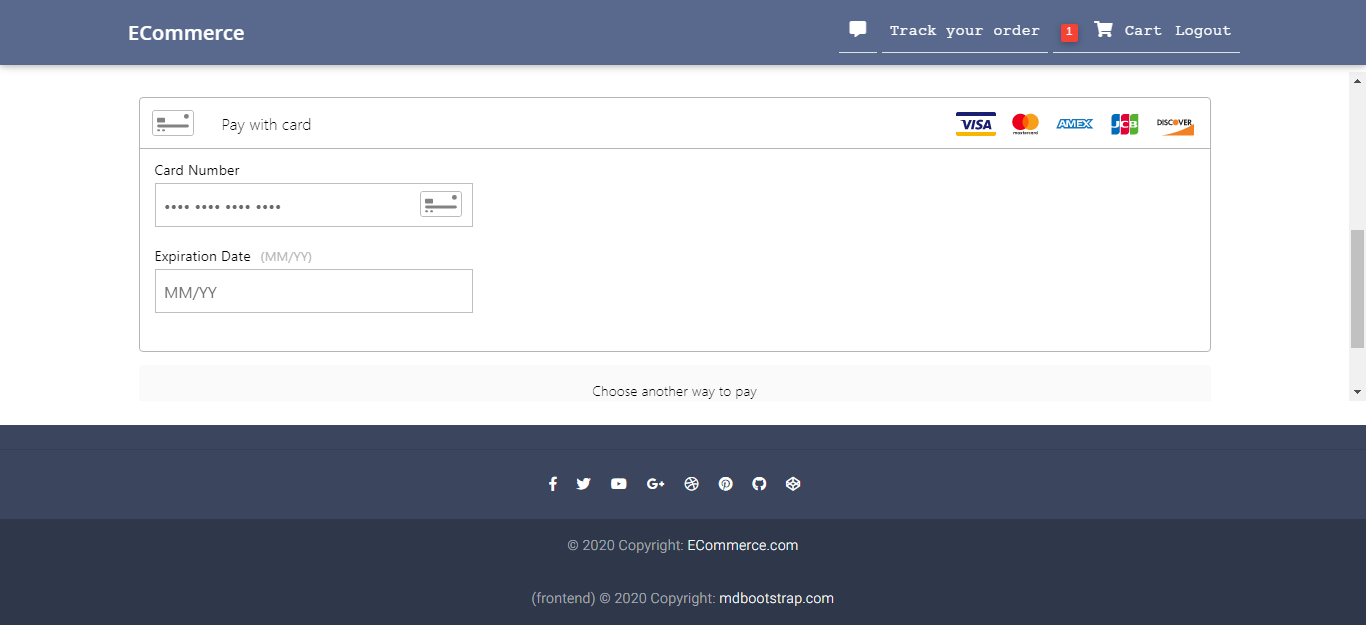 ECommerce
Track your order
1
Cart
Logout
Pay with card
VISA
mastercard
AMEX
JCB
DISCOVER
Card Number
•••• •••• •••• ••••
Expiration Date (MM/YY)
MM/YY
Choose another way to pay
G+
© 2020 Copyright: ECommerce.com
(frontend) © 2020 Copyright: mdbootstrap.com